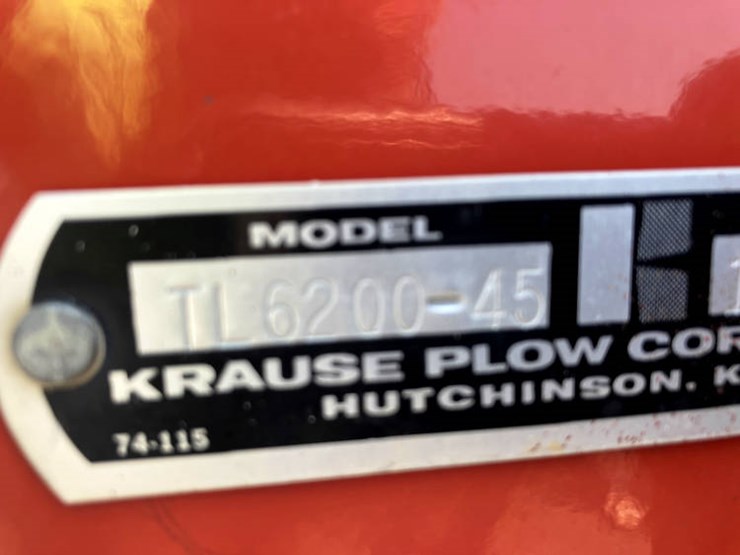 MODEL
TL6200-45
KRAUSE PLOW COR
HUTCHINSON, K
74-115